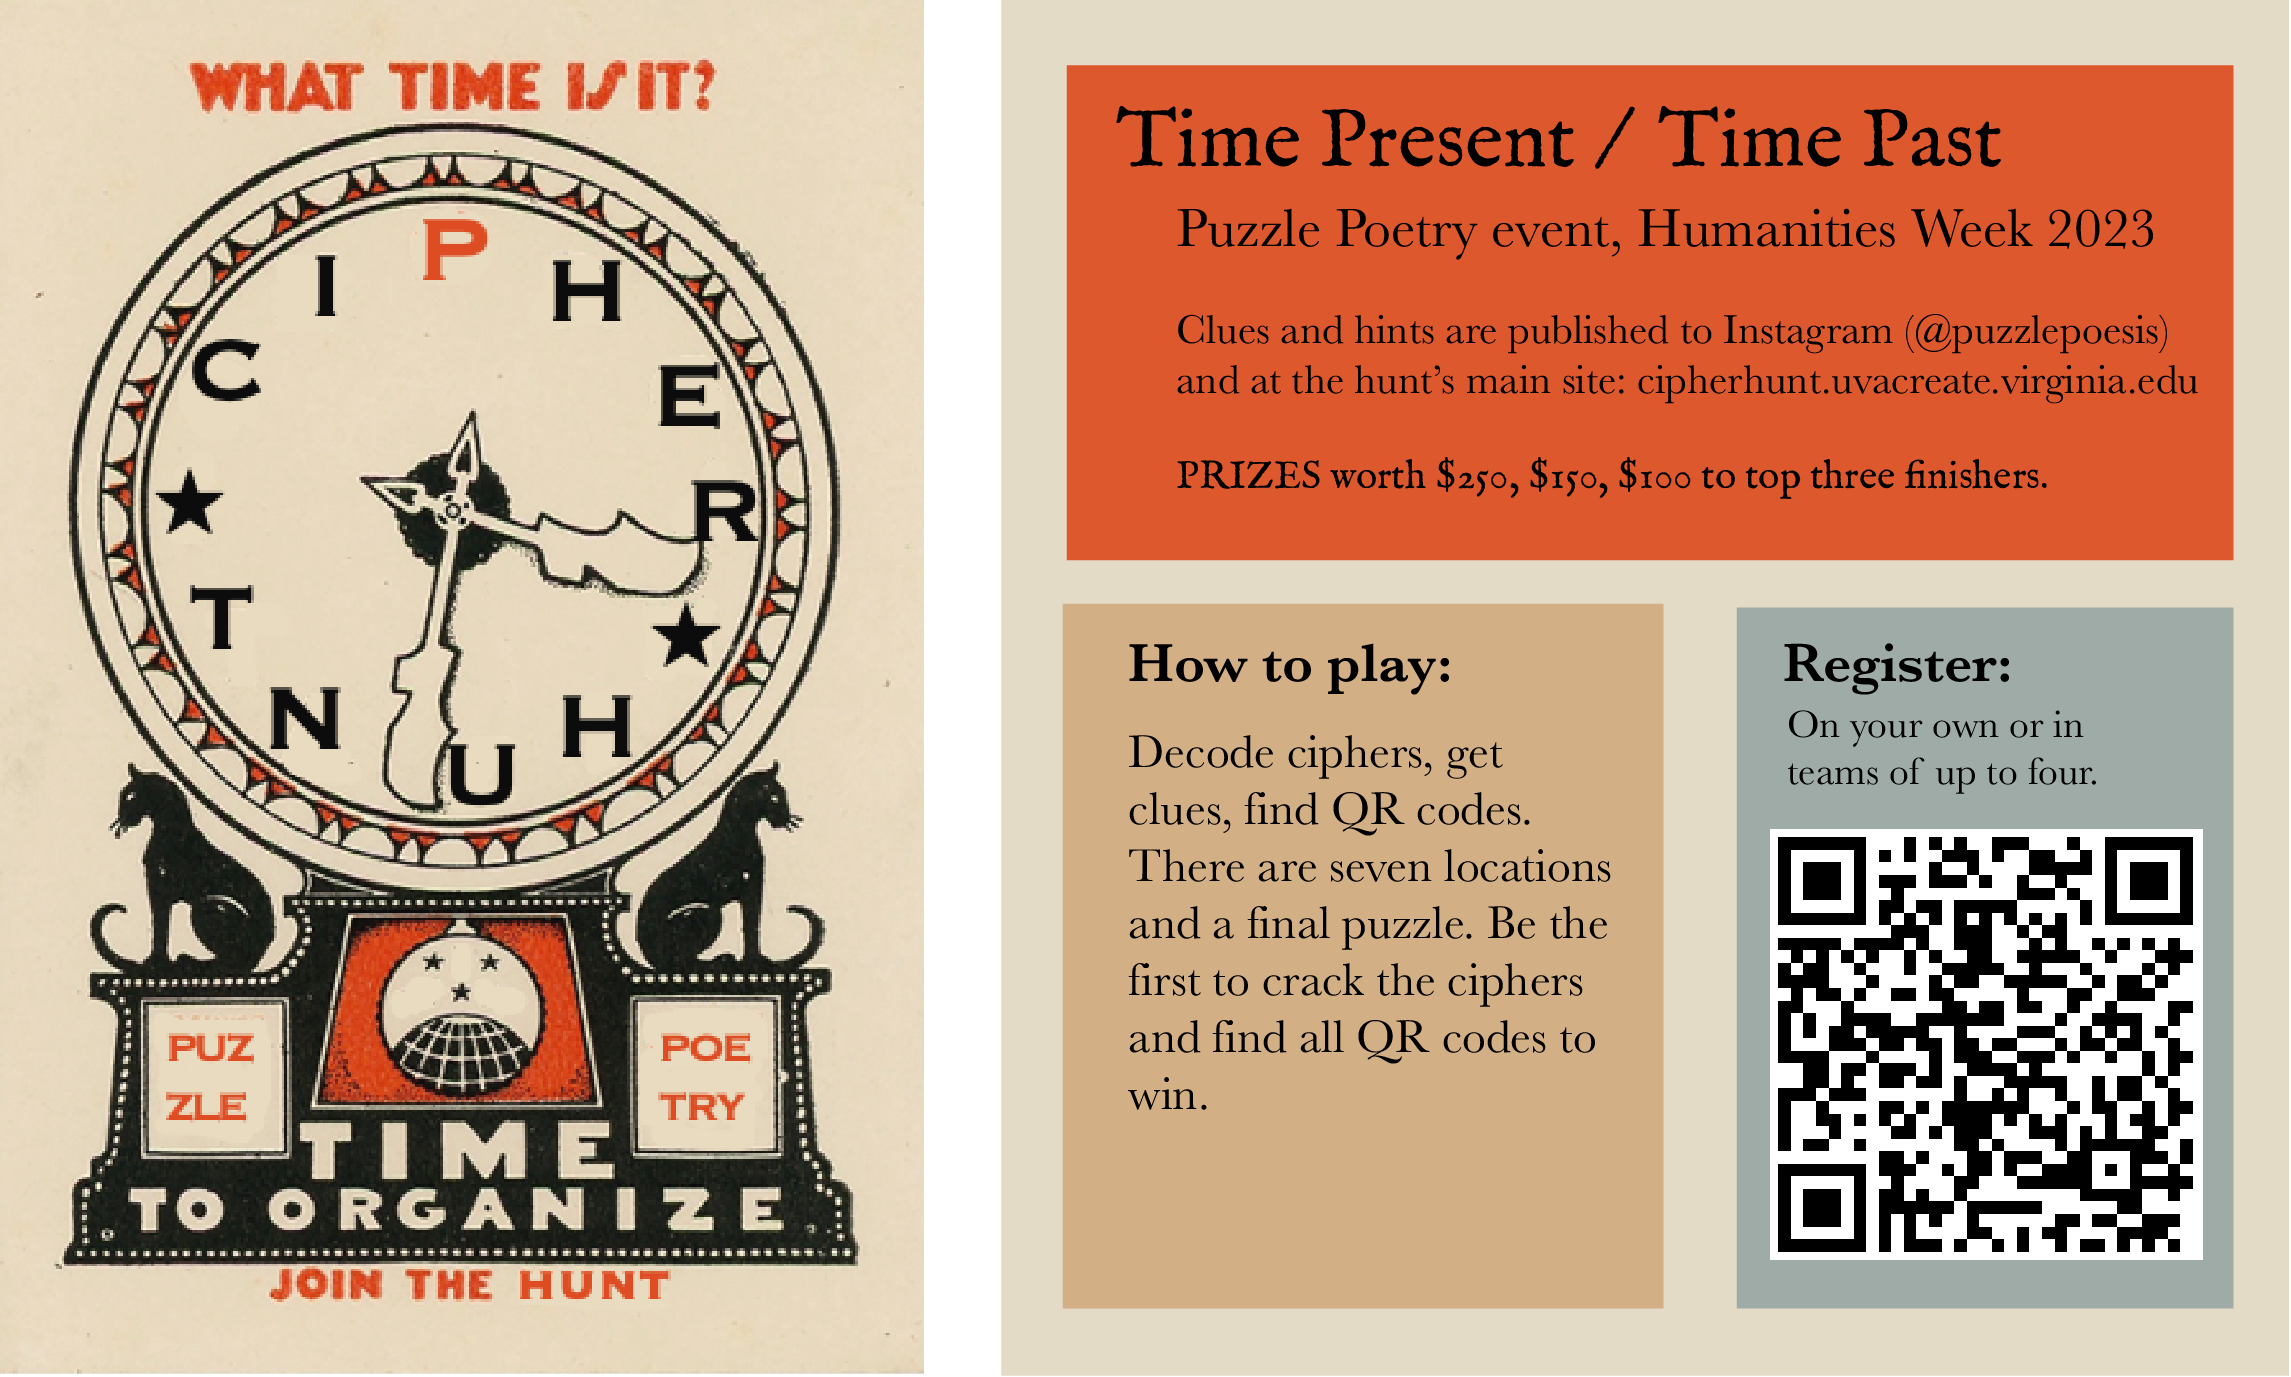 WHAT TIME IS IT?
C I P H E R ★ H U N T ★
PUZ
ZLE
POE
TRY
TIME
TO ORGANIZE
JOIN THE HUNT
Time Present / Time Past
Puzzle Poetry event, Humanities Week 2023
Clues and hints are published to Instagram (@puzzlepoesis)
and at the hunt’s main site: cipherhunt.uvacreate.virginia.edu
PRIZES worth $250, $150, $100 to top three finishers.
How to play:
Decode ciphers, get
clues, find QR codes.
There are seven locations
and a final puzzle. Be the
first to crack the ciphers
and find all QR codes to
win.
Register:
On your own or in
teams of up to four.